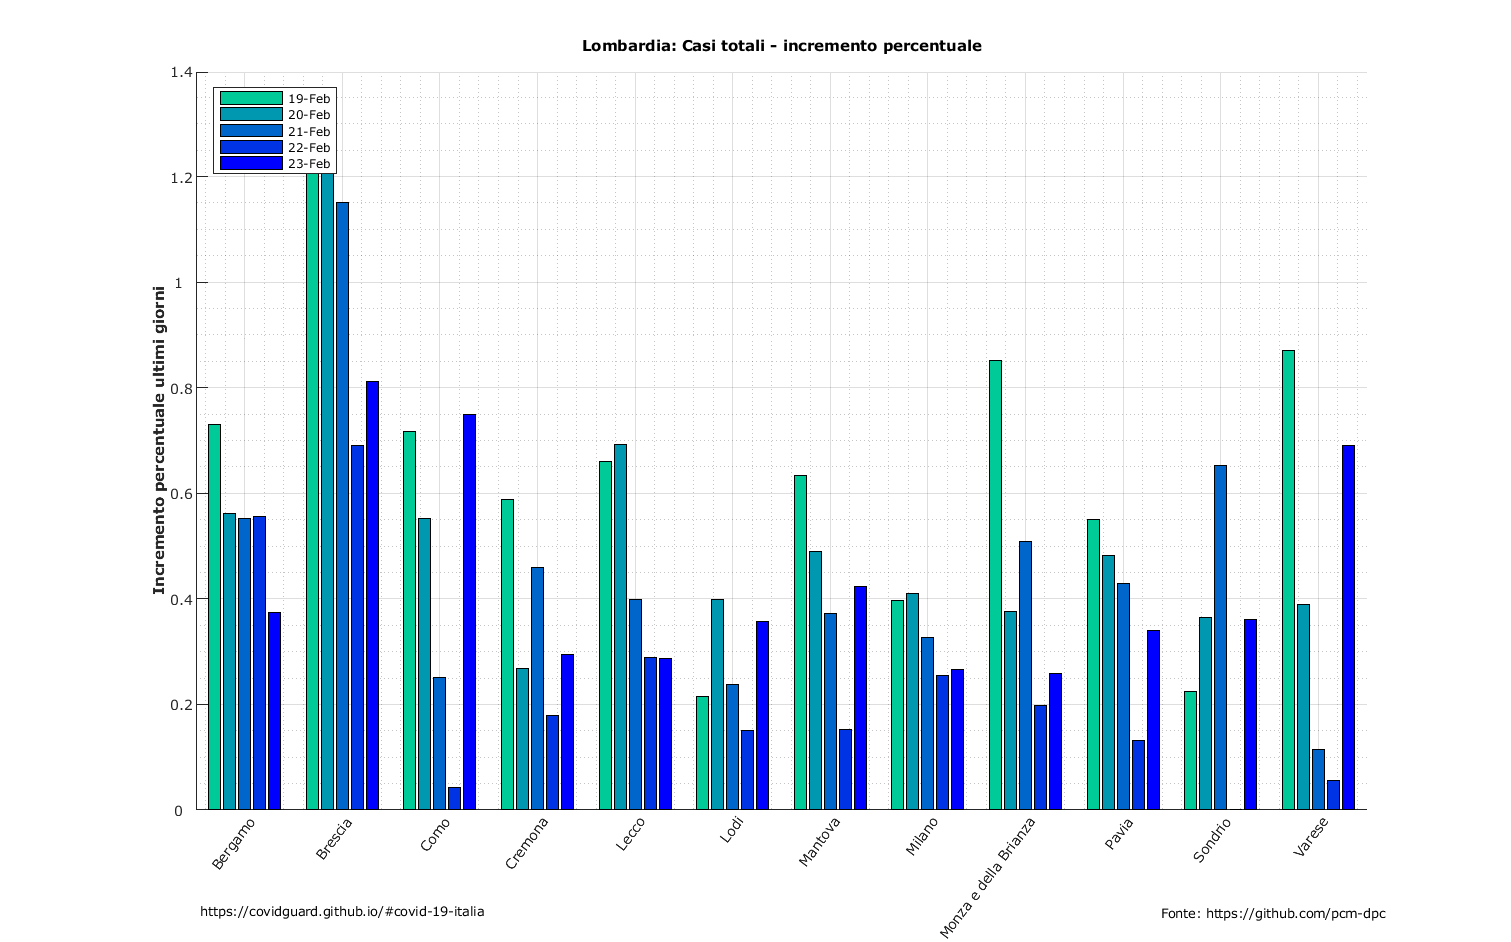 Lombardia: Casi totali - incremento percentuale
1.4
1.2
1
0.8
0.6
0.4
0.2
0
Incremento percentuale ultimi giorni
19-Feb
20-Feb
21-Feb
22-Feb
23-Feb
Bergamo
Brescia
Como
Cremona
Lecco
Lodi
Mantova
Milano
Monza e della Brianza
Pavia
Sondrio
Varese
https://covidguard.github.io/#covid-19-italia
Fonte: https://github.com/pcm-dpc